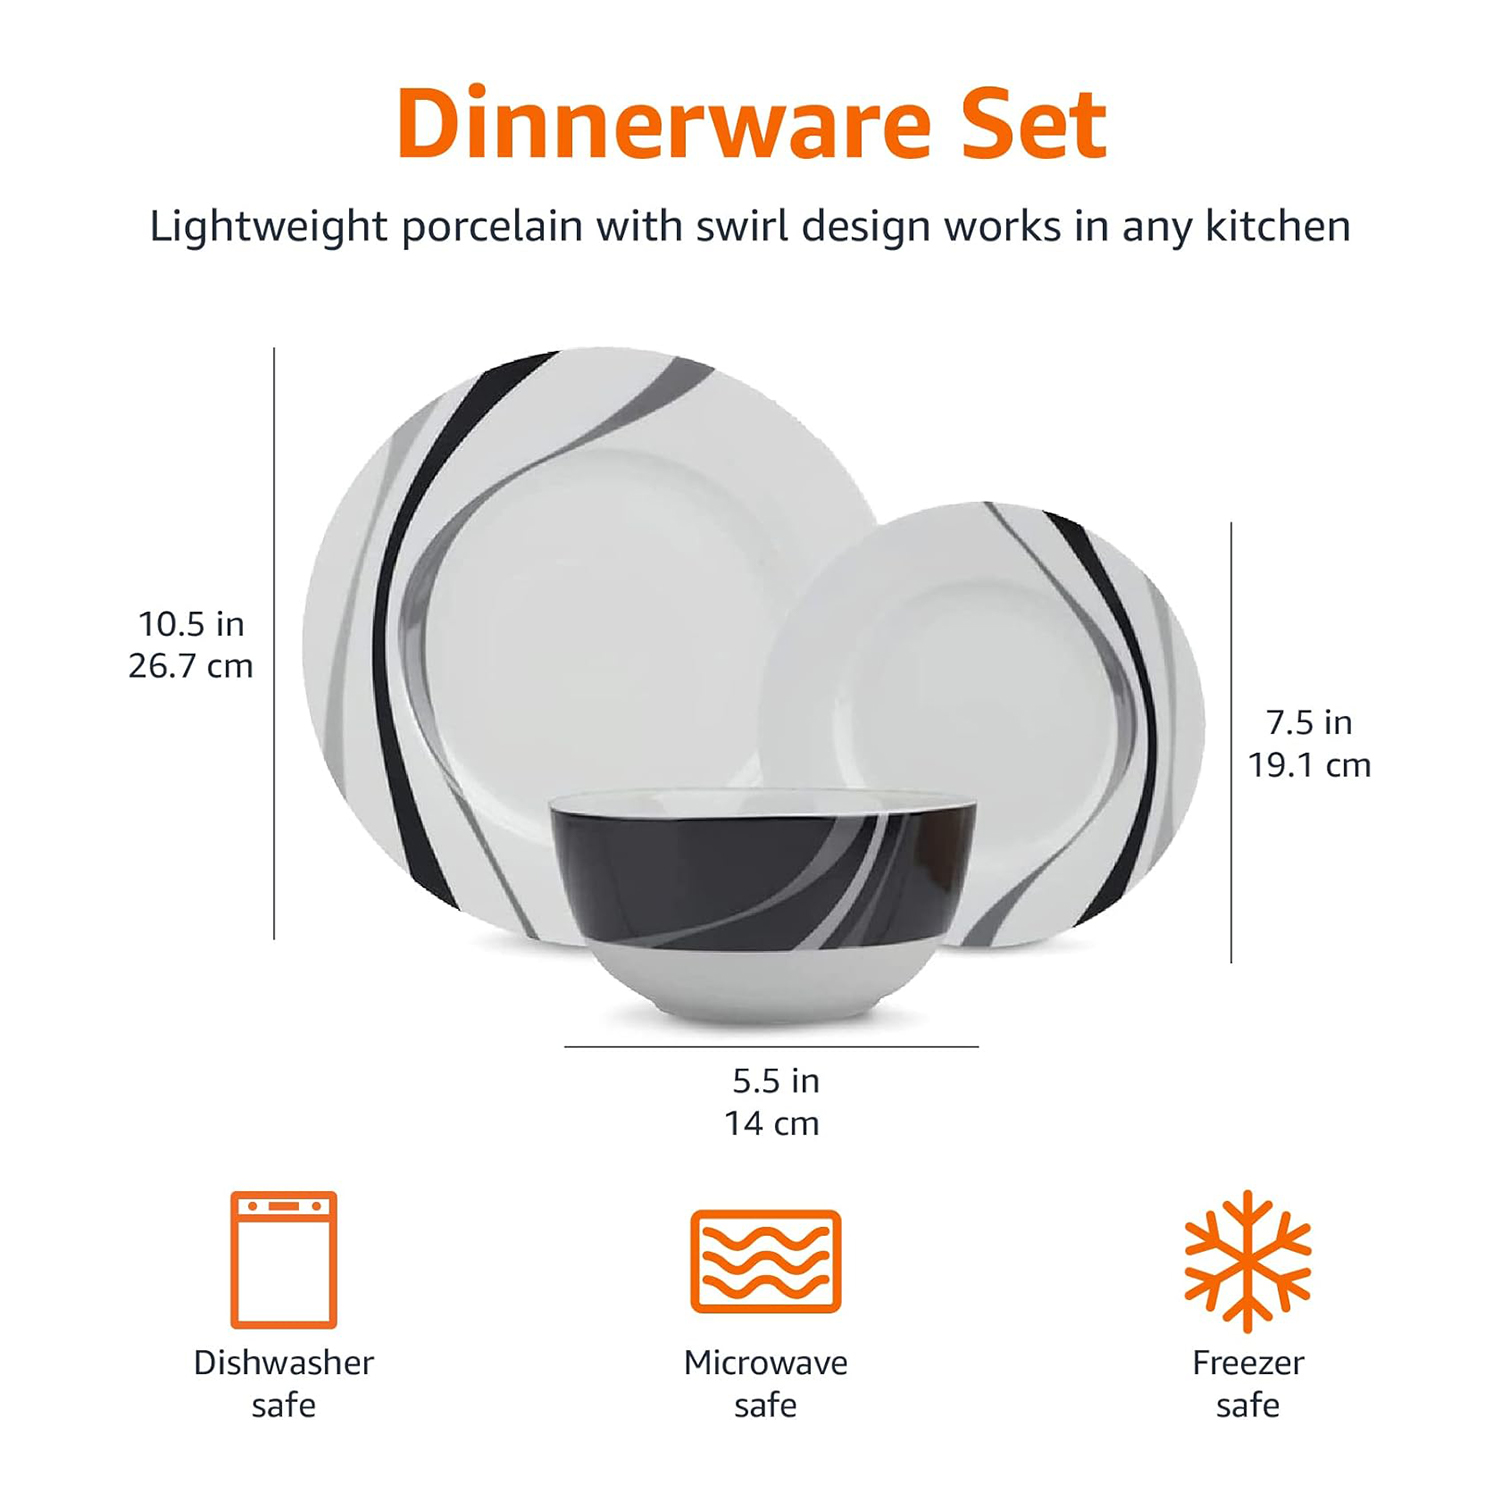 Dinnerware Set
Lightweight porcelain with swirl design works in any kitchen
10.5 in
26.7 cm
7.5 in
19.1 cm
5.5 in
14 cm
Dishwasher
safe
Microwave
safe
Freezer
safe